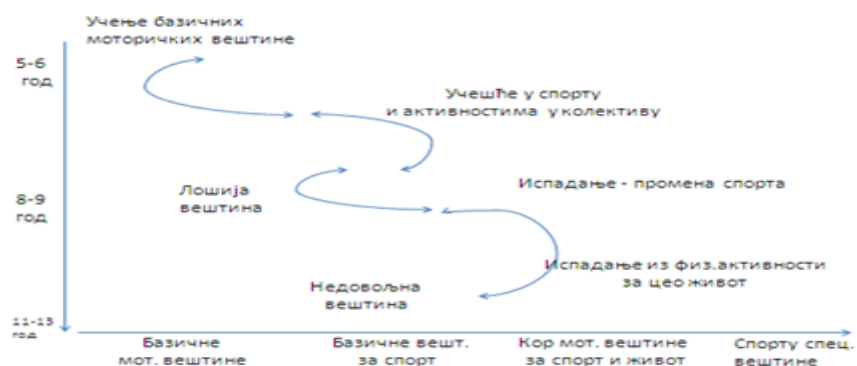 Учење базичних
моторичких вештине
5-6
год
Учешће у спорту
и активностима у колективу
Лошија
вештина
Испадање - промена спорта
8-9
год
Испадање из физ.активности
за цео живот
Недовољна
вештина
11-13
год
Базичне
мот. вештине
Базичне вешт.
за спорт
Кор мот. вештине
за спорт и живот
Спорту спец.
вештине